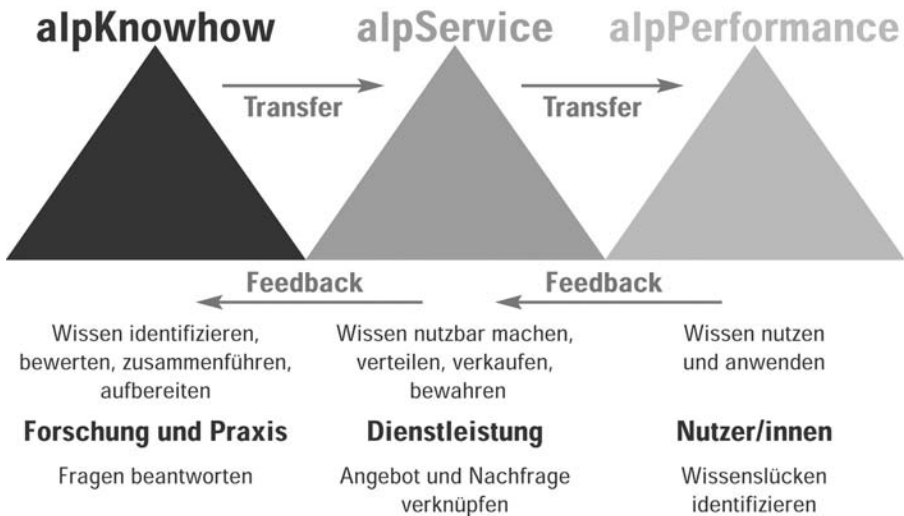 alpKnowhow
alpService
alpPerformance
Transfer
Transfer
Feedback
Feedback
Wissen identifizieren,
bewerten, zusammenführen,
aufbereiten
Wissen nutzbar machen,
verteilen, verkaufen,
bewahren
Wissen nutzen
und anwenden
Forschung und Praxis
Dienstleistung
Nutzer/innen
Fragen beantworten
Angebot und Nachfrage
verknüpfen
Wissenslücken
identifizieren